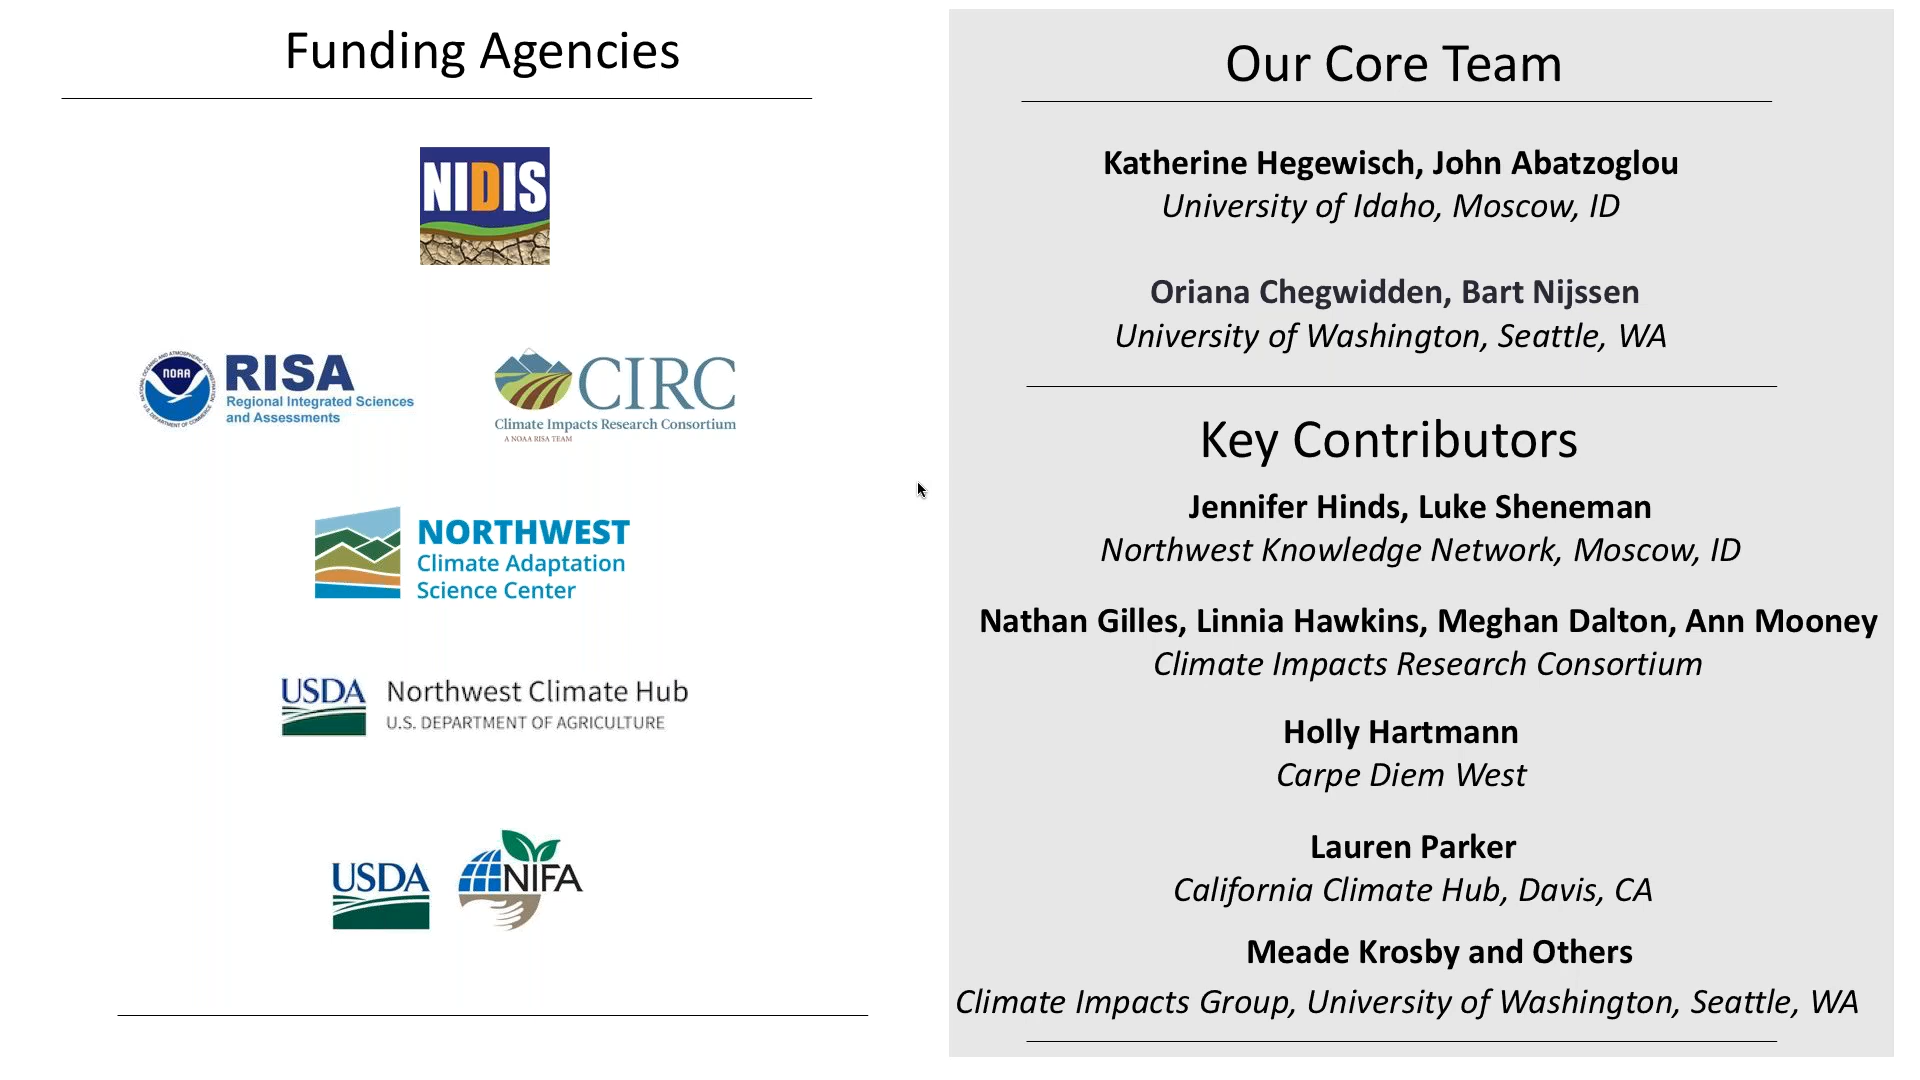 Funding Agencies
NIDIS
NOAA
RISA
Regional Integrated Sciences
and Assessments
CIRC
Climate Impacts Research Consortium
A NOAA RISA TEAM
NORTHWEST
Climate Adaptation
Science Center
USDA
Northwest Climate Hub
U.S. DEPARTMENT OF AGRICULTURE
USDA
NIFA
Our Core Team
Katherine Hegewisch, John Abatzoglou
University of Idaho, Moscow, ID
Oriana Chegwidden, Bart Nijssen
University of Washington, Seattle, WA
Key Contributors
Jennifer Hinds, Luke Sheneman
Northwest Knowledge Network, Moscow, ID
Nathan Gilles, Linnia Hawkins, Meghan Dalton, Ann Mooney
Climate Impacts Research Consortium
Holly Hartmann
Carpe Diem West
Lauren Parker
California Climate Hub, Davis, CA
Meade Krosby and Others
Climate Impacts Group, University of Washington, Seattle, WA